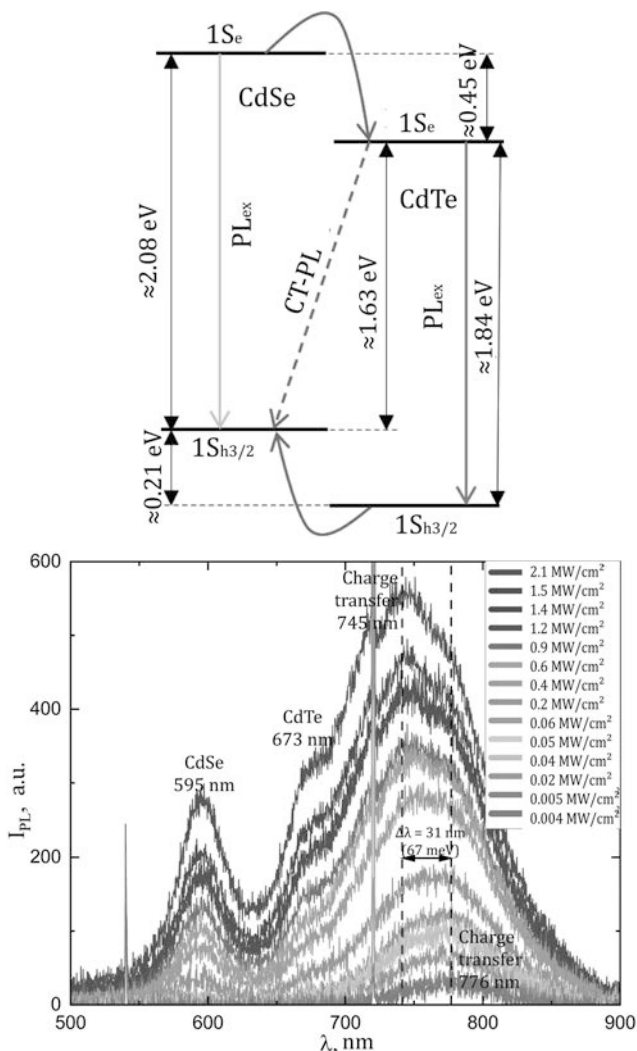 1Se
CdSe
≈0.45 eV
1Se
CdTe
≈2.08 eV
PLex
CT-PL
≈1.63 eV
PLex
≈1.84 eV
1Sh3/2
≈0.21 eV
1Sh3/2
600
400
200
0
IPL, a.u.
Charge
transfer
745 nm
CdTe
673 nm
CdSe
595 nm
2.1 MW/cm²
1.5 MW/cm²
1.4 MW/cm²
1.2 MW/cm²
0.9 MW/cm²
0.6 MW/cm²
0.4 MW/cm²
0.2 MW/cm²
0.06 MW/cm²
0.05 MW/cm²
0.04 MW/cm²
0.02 MW/cm²
0.005 MW/cm²
0.004 MW/cm²
Δλ = 31 nm
(67 meV)
Charge
transfer
776 nm
500 600 700 800 900
λ, nm